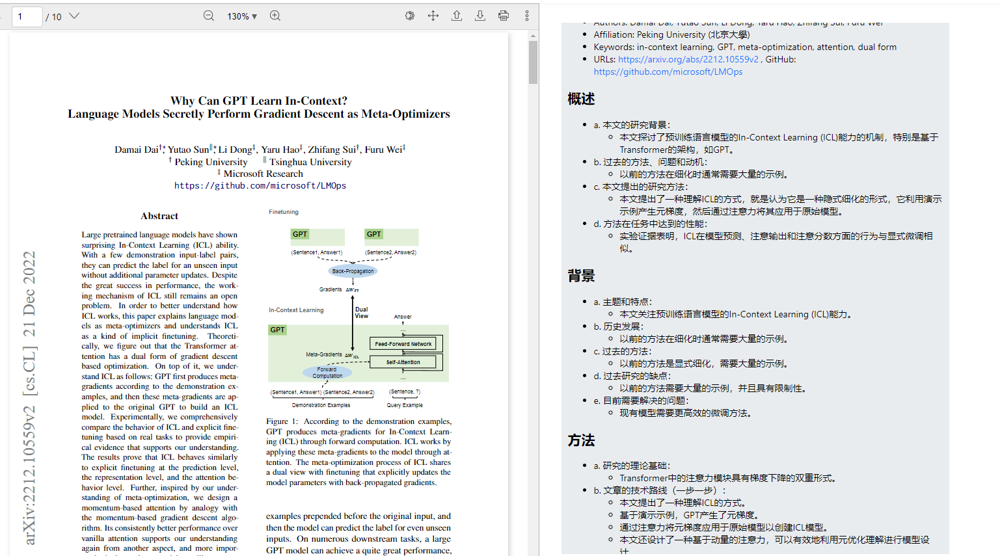 1 / 10
130%
Why Can GPT Learn In-Context?
Language Models Secretly Perform Gradient Descent as Meta-Optimizers
Damai Dai†*, Yutao Sun∥*, Li Dong‡, Yaru Hao‡, Zhifang Sui†, Furu Wei‡
† Peking University ∥ Tsinghua University
‡ Microsoft Research
https://github.com/microsoft/LMOps
arXiv:2212.10559v2 [cs.CL] 21 Dec 2022
Abstract
Large pretrained language models have shown
surprising In-Context Learning (ICL) ability.
With a few demonstration input-label pairs,
they can predict the label for an unseen input
without additional parameter updates. Despite
the great success in performance, the work-
ing mechanism of ICL still remains an open
problem. In order to better understand how
ICL works, this paper explains language mod-
els as meta-optimizers and understands ICL
as a kind of implicit finetuning. Theoreti-
cally, we figure out that the Transformer at-
tention has a dual form of gradient descent
based optimization. On top of it, we under-
stand ICL as follows: GPT first produces meta-
gradients according to the demonstration ex-
amples, and then these meta-gradients are ap-
plied to the original GPT to build an ICL
model. Experimentally, we comprehensively
compare the behavior of ICL and explicit fine-
tuning based on real tasks to provide empiri-
cal evidence that supports our understanding.
The results prove that ICL behaves similarly
to explicit finetuning at the prediction level,
the representation level, and the attention be-
havior level. Further, inspired by our under-
standing of meta-optimization, we design a
momentum-based attention by analogy with
the momentum-based gradient descent algo-
rithm. Its consistently better performance over
vanilla attention supports our understanding
again from another aspect, and more impor-
Finetuning
GPT GPT
(Sentence1, Answer1) (Sentence2, Answer2)
Back-Propagation
Gradients ΔW_FT
In-Context Learning
Dual
View
Answer
GPT
...
Feed-Forward Network
Meta-Gradients ΔW_ICL
Self-Attention
Forward
Computation
...
(Sentence1, Answer1) (Sentence2, Answer2) (Sentence, ?)
Demonstration Examples Query Example
Figure 1: According to the demonstration examples,
GPT produces meta-gradients for In-Context Learn-
ing (ICL) through forward computation. ICL works by
applying these meta-gradients to the model through at-
tention. The meta-optimization process of ICL shares
a dual view with finetuning that explicitly updates the
model parameters with back-propagated gradients.
examples prepended before the original input, and
then the model can predict the label for even unseen
inputs. On numerous downstream tasks, a large
GPT model can achieve a quite great performance,
Authors: Damai Dai, Yutao Sun, Li Dong, Yaru Hao, Zhifang Sui, Furu Wei
Affiliation: Peking University (北京大學)
Keywords: in-context learning, GPT, meta-optimization, attention, dual form
URLs: https://arxiv.org/abs/2212.10559v2 , GitHub:
https://github.com/microsoft/LMOps
概述
a. 本文的研究背景：
本文探讨了预训练语言模型的In-Context Learning (ICL)能力的机制，特别是基于
Transformer的架构，如GPT。
b. 过去的方法、问题和动机：
以前的方法在细化时通常需要大量的示例。
c. 本文提出的研究方法：
本文提出了一种理解ICL的方式，就是认为它是一种隐式细化的形式，它利用演示
示例产生元梯度，然后通过注意力将其应用于原始模型。
d. 方法在任务中达到的性能：
实验证据表明，ICL在模型预测、注意输出和注意分数方面的行为与显式微调相
似。
背景
a. 主题和特点：
本文关注预训练语言模型的In-Context Learning (ICL)能力。
b. 历史发展：
以前的方法在细化时通常需要大量的示例。
c. 过去的方法：
以前的方法是显式细化，需要大量的示例。
d. 过去研究的缺点：
以前的方法需要大量的示例，并且具有限制性。
e. 目前需要解决的问题：
现有模型需要更高效的微调方法。
方法
a. 研究的理论基础：
Transformer中的注意力模块具有梯度下降的双重形式。
b. 文章的技术路线（一步一步）：
本文提出了一种理解ICL的方式。
基于演示示例，GPT产生了元梯度。
通过注意力将元梯度应用于原始模型以创建ICL模型。
本文还设计了一种基于动量的注意力，可以有效地利用元优化理解进行模型设
计